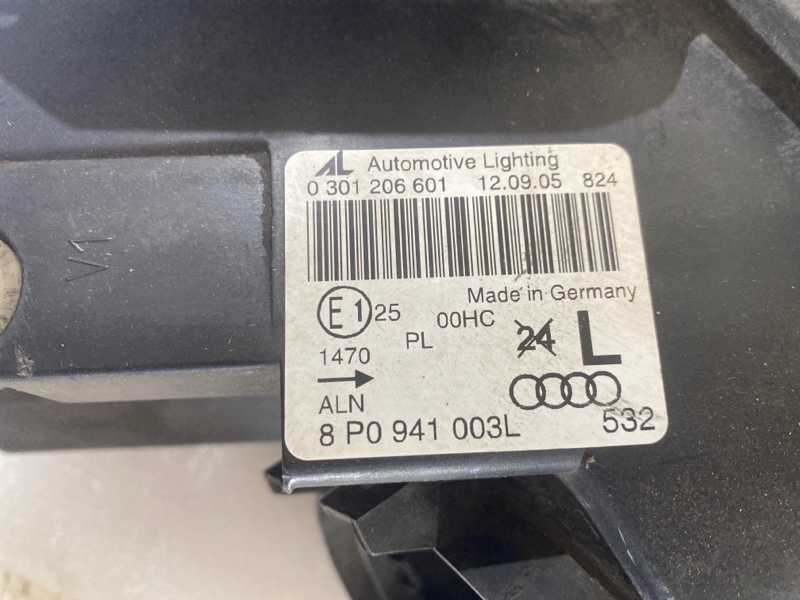 AL Automotive Lighting
0 301 206 601 12.09.05 824
Made in Germany
E1 25 00HC 24 L
1470 PL
ALN
8 P0 941 003L 532
V1